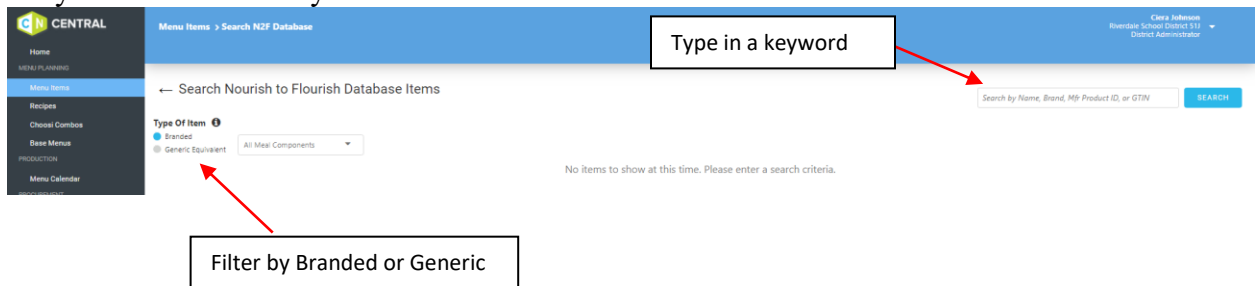 CN CENTRAL
Menu Items > Search N2F Database
Ciera Johnson
Riverdale School District 51J
District Administrator
Type in a keyword
Home
MENU PLANNING
Menu Items
Recipes
Choosi Combos
Base Menus
PRODUCTION
Menu Calendar
PROCUREMENT
← Search Nourish to Flourish Database Items
Search by Name, Brand, Mfr Product ID, or GTIN
SEARCH
Type Of Item
Branded
Generic Equivalent
All Meal Components
No items to show at this time. Please enter a search criteria.
Filter by Branded or Generic